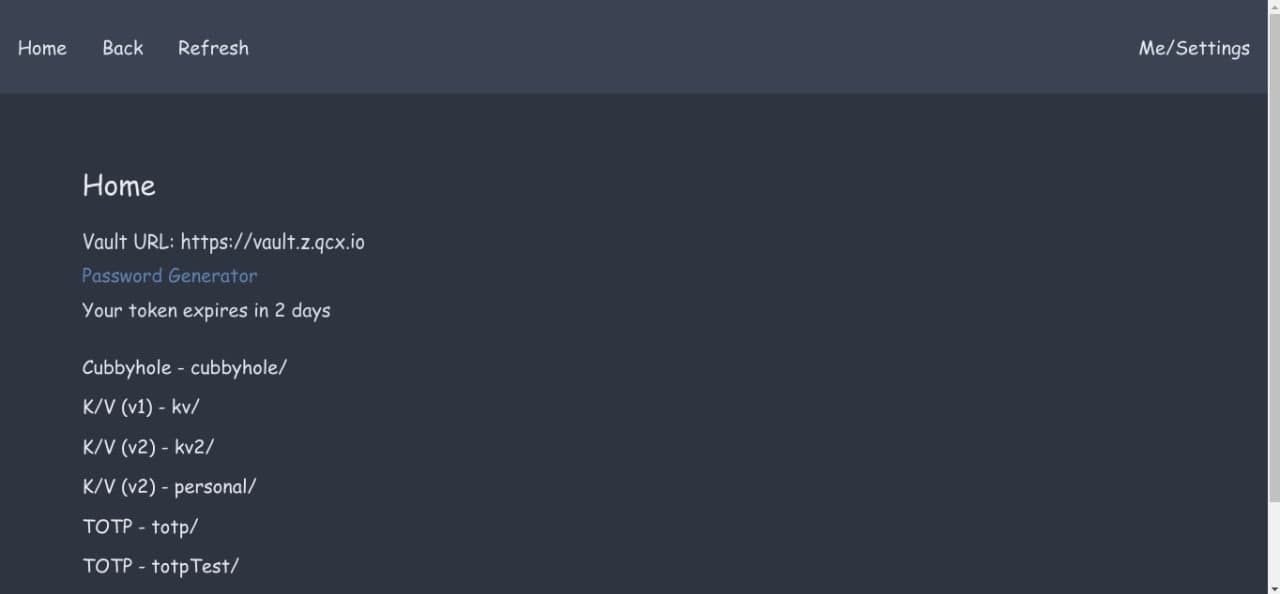 Home Back Refresh Me/Settings
Home
Vault URL: https://vault.z.qcx.io
Password Generator
Your token expires in 2 days
Cubbyhole - cubbyhole/
K/V (v1) - kv/
K/V (v2) - kv2/
K/V (v2) - personal/
TOTP - totp/
TOTP - totpTest/